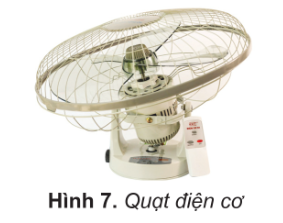 Hình 7. Quạt điện cơ